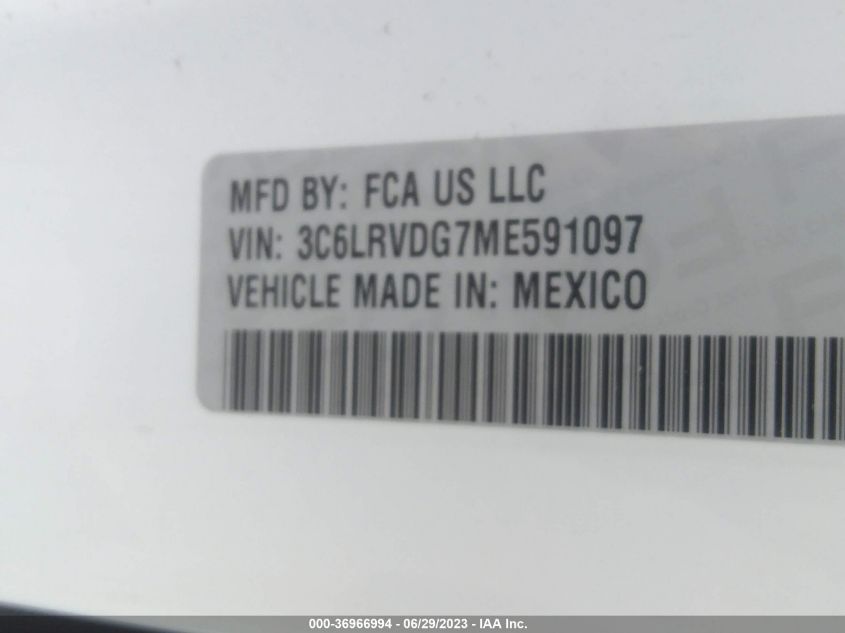 MFD BY: FCA US LLC
VIN: 3C6LRVDG7ME591097
VEHICLE MADE IN: MEXICO
000-36966994 - 06/29/2023 - IAA Inc.